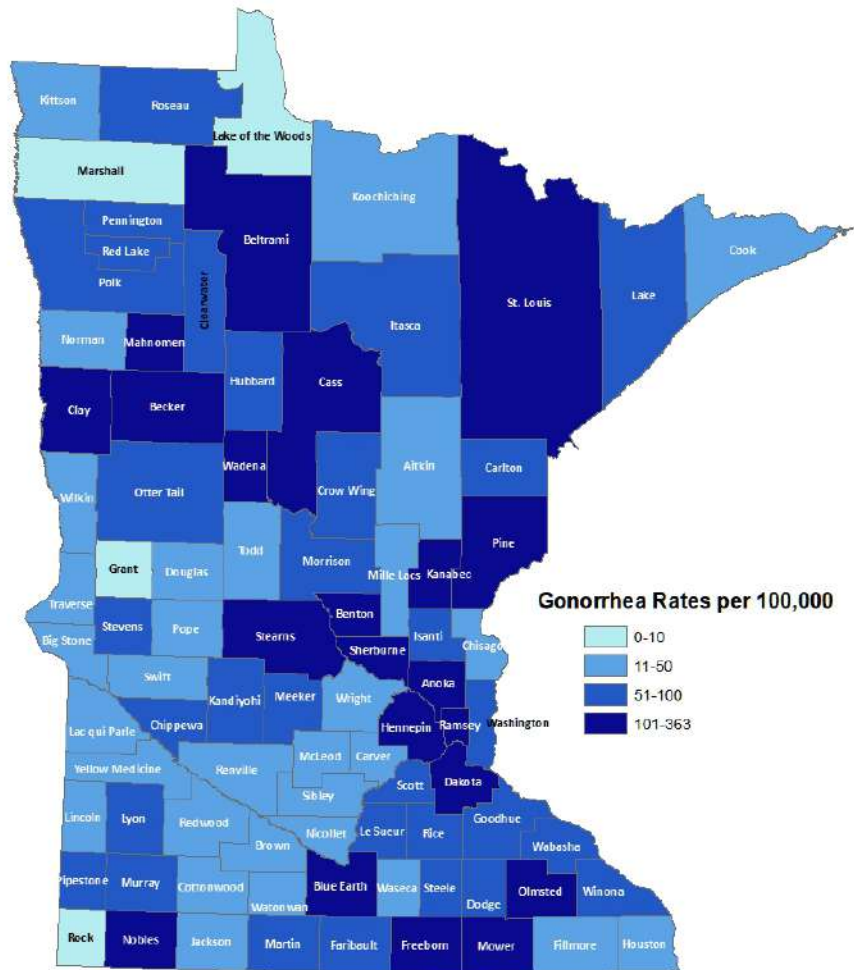 Kittson
Roseau
Lake of the Woods
Marshall
Koochiching
Pennington
Beltrami
Red Lake
Cook
Polk
Clearwater
St. Louis
Lake
Itasca
Norman
Mahnomen
Hubbard
Cass
Clay
Becker
Wadena
Aitkin
Carlton
Otter Tail
Crow Wing
Wilkin
Pine
Todd
Morrison
Grant
Douglas
Mille Lacs
Kanabec
Traverse
Benton
Stevens
Pope
Stearns
Isanti
Big Stone
Sherburne
Chisago
Swift
Anoka
Kandiyohi
Meeker
Wright
Lac qui Parle
Chippewa
Hennepin
Ramsey
Washington
McLeod
Carver
Yellow Medicine
Renville
Dakota
Scott
Sibley
Lincoln
Lyon
Redwood
Goodhue
Nicollet
Le Sueur
Rice
Brown
Wabasha
Pipestone
Murray
Cottonwood
Blue Earth
Waseca
Steele
Olmsted
Winona
Dodge
Watonwan
Rock
Nobles
Jackson
Martin
Faribault
Freeborn
Mower
Fillmore
Houston
Gonorrhea Rates per 100,000
0-10
11-50
51-100
101-363